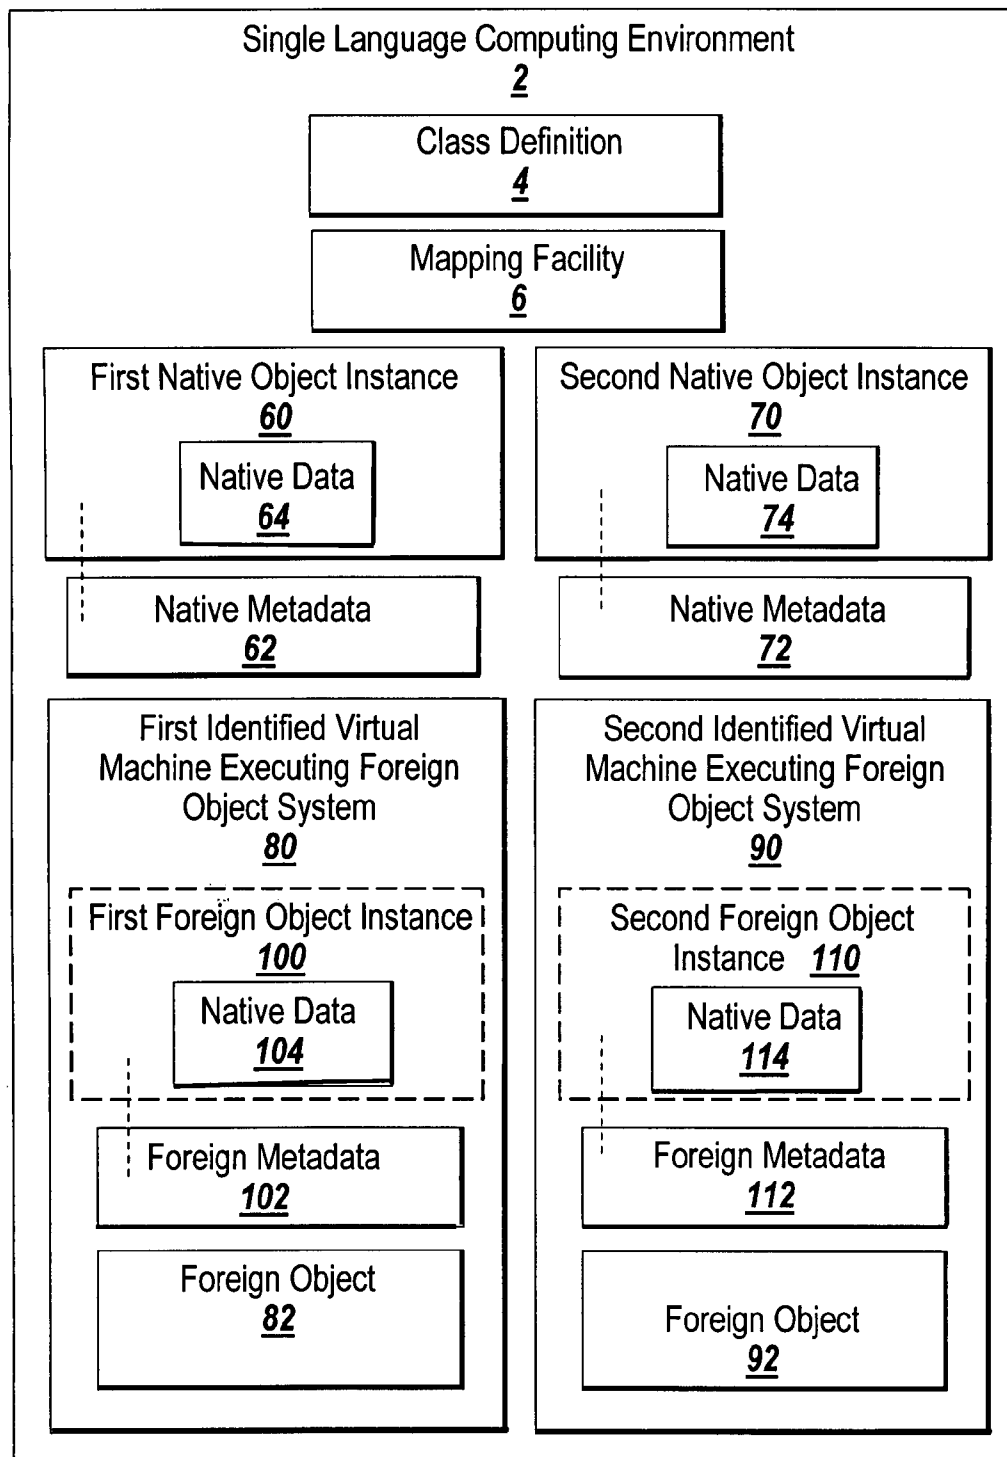 Single Language Computing Environment
2
Class Definition
4
Mapping Facility
6
First Native Object Instance
60
Native Data
64
Native Metadata
62
Second Native Object Instance
70
Native Data
74
Native Metadata
72
First Identified Virtual
Machine Executing Foreign
Object System
80
First Foreign Object Instance
100
Native Data
104
Foreign Metadata
102
Foreign Object
82
Second Identified Virtual
Machine Executing Foreign
Object System
90
Second Foreign Object
Instance 110
Native Data
114
Foreign Metadata
112
Foreign Object
92